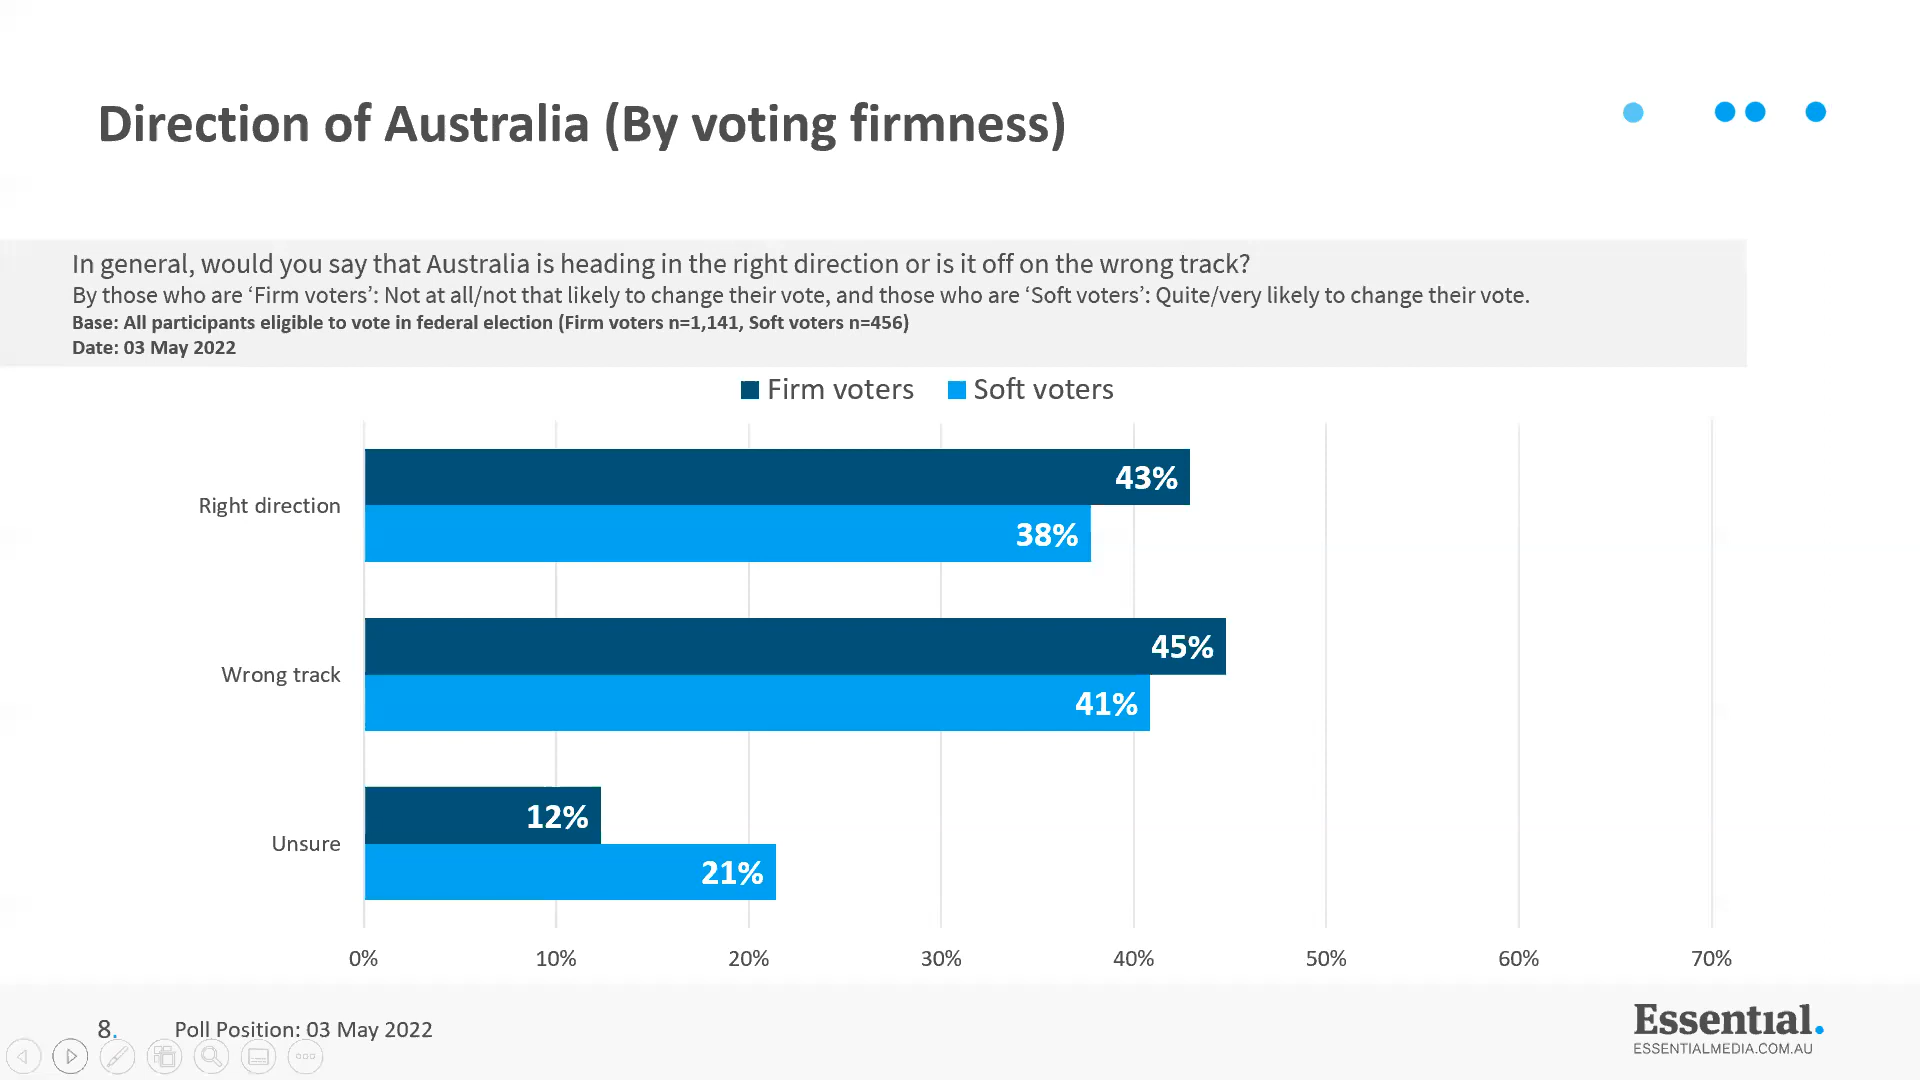 Direction of Australia (By voting firmness)
In general, would you say that Australia is heading in the right direction or is it off on the wrong track?
By those who are ‘Firm voters’: Not at all/not that likely to change their vote, and those who are ‘Soft voters’: Quite/very likely to change their vote.
Base: All participants eligible to vote in federal election (Firm voters n=1,141, Soft voters n=456)
Date: 03 May 2022
Firm voters Soft voters
43%
Right direction
38%
45%
Wrong track
41%
12%
Unsure
21%
0% 10% 20% 30% 40% 50% 60% 70%
8. Poll Position: 03 May 2022
Essential.
ESSENTIALMEDIA.COM.AU